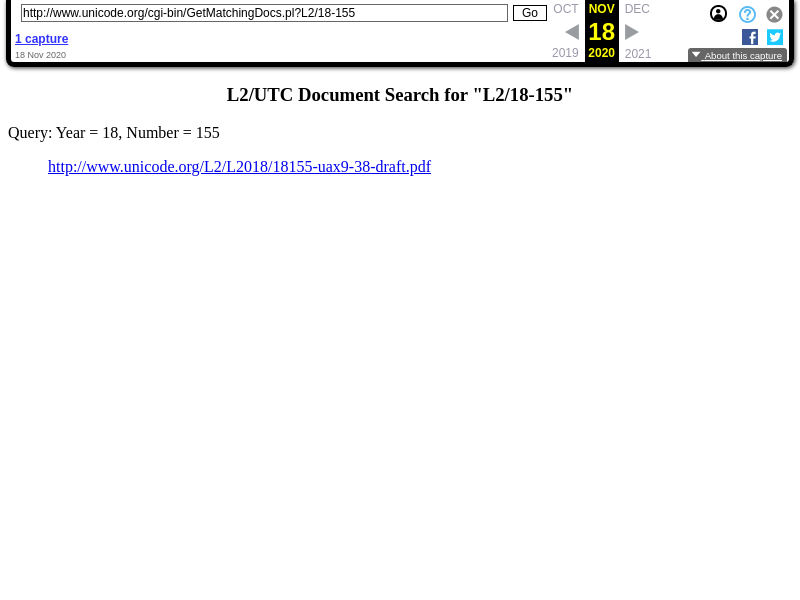 http://www.unicode.org/cgi-bin/GetMatchingDocs.pl?L2/18-155 Go OCT NOV DEC
1 capture 18
18 Nov 2020 2019 2020 2021 About this capture
L2/UTC Document Search for "L2/18-155"
Query: Year = 18, Number = 155
http://www.unicode.org/L2/L2018/18155-uax9-38-draft.pdf